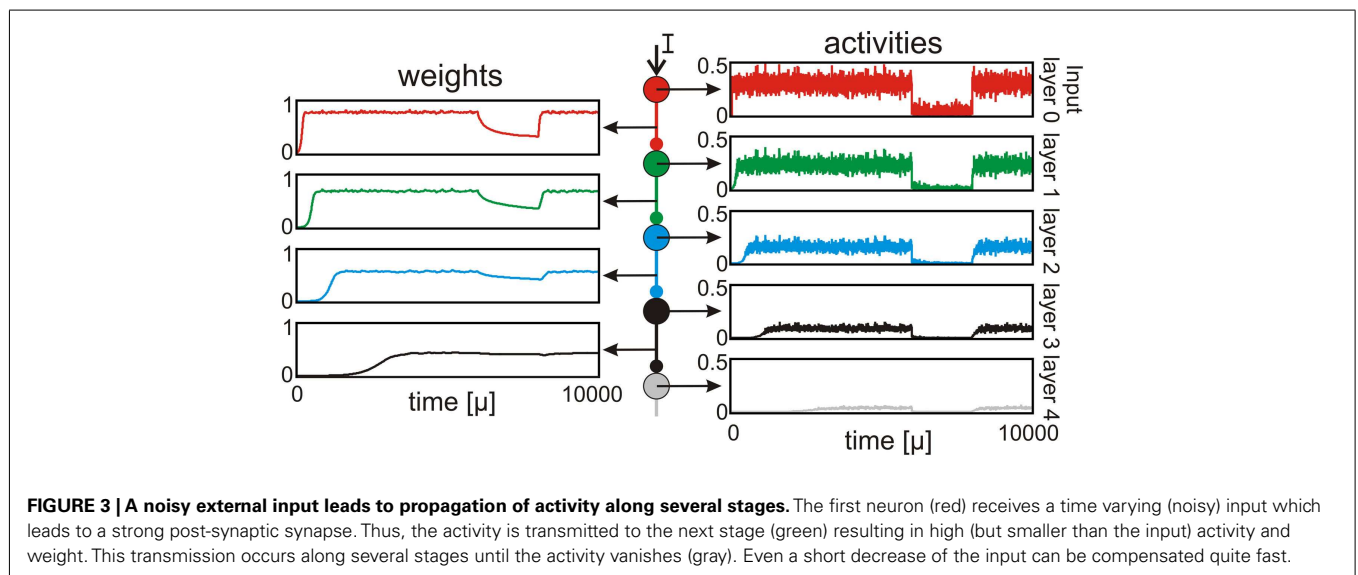 I
activities
weights
1
0
1
0
1
0
1
0
0
10000
time [µ]
0.5
0
Input
layer 0
0.5
0
layer 1
0.5
0
layer 2
0.5
0
layer 3
0.5
0
layer 4
0
10000
time [µ]
FIGURE 3 | A noisy external input leads to propagation of activity along several stages. The first neuron (red) receives a time varying (noisy) input which
leads to a strong post-synaptic synapse. Thus, the activity is transmitted to the next stage (green) resulting in high (but smaller than the input) activity and
weight. This transmission occurs along several stages until the activity vanishes (gray). Even a short decrease of the input can be compensated quite fast.